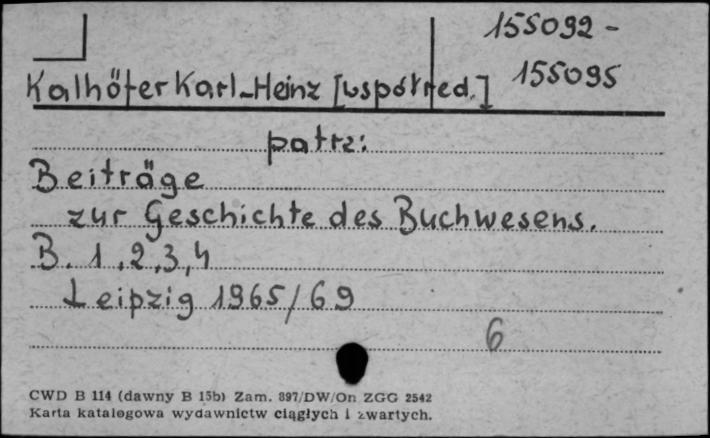 155092 -
155095
Kalhöfer Karl-Heinz [współred.]
patrz:
Beiträge
zur Geschichte des Buchwesens.
B. 1, 2, 3, 4
Leipzig 1965/69
6
CWD B 114 (dawny B 15b) Zam. 897/DW/On ZGG 2542
Karta katalogowa wydawnictw ciągłych i zwartych.